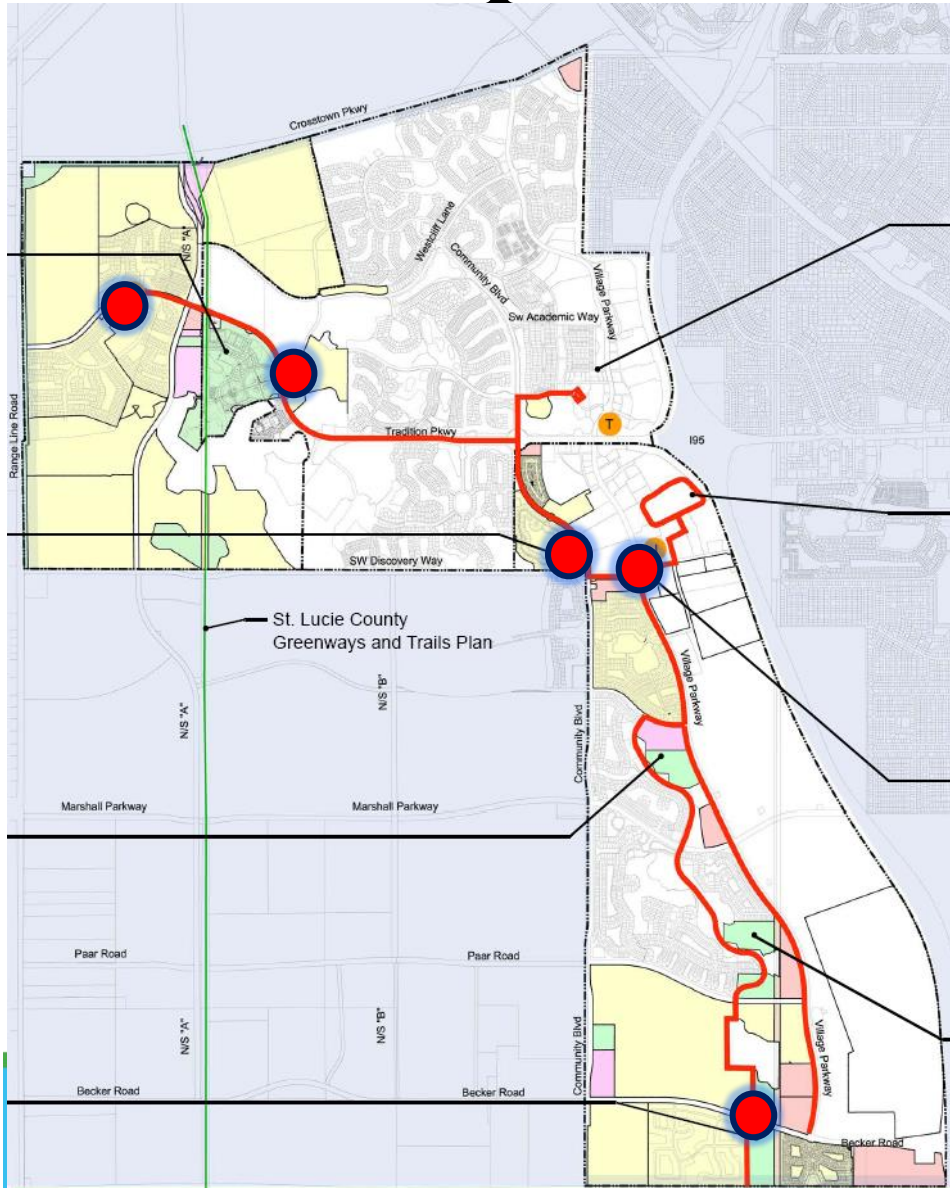 Crosstown Pkwy
Westcliff Lane
N/S "A"
Community Blvd
Village Parkway
Sw Academic Way
Range Line Road
Tradition Pkwy
T
I95
SW Discovery Way
St. Lucie County
Greenways and Trails Plan
N/S "A"
N/S "B"
Community Blvd
Village Parkway
Marshall Parkway
Marshall Parkway
Paar Road
Paar Road
N/S "A"
N/S "B"
Community Blvd
Village Parkway
Becker Road
Becker Road
Becker Road